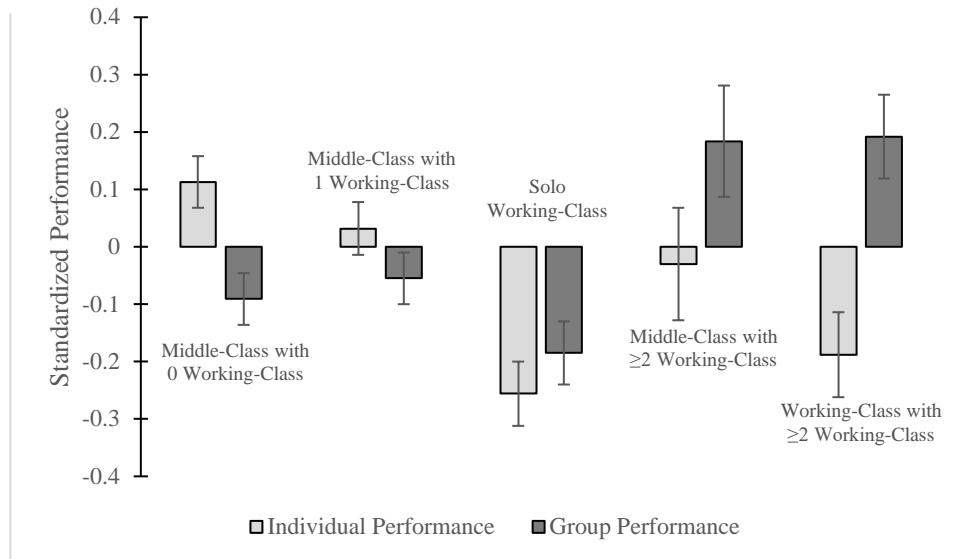 0.4
0.3
0.2
0.1
0
-0.1
-0.2
-0.3
-0.4
Standardized Performance
Middle-Class with
0 Working-Class
Middle-Class with
1 Working-Class
Solo
Working-Class
Middle-Class with
≥2 Working-Class
Working-Class with
≥2 Working-Class
Individual Performance
Group Performance